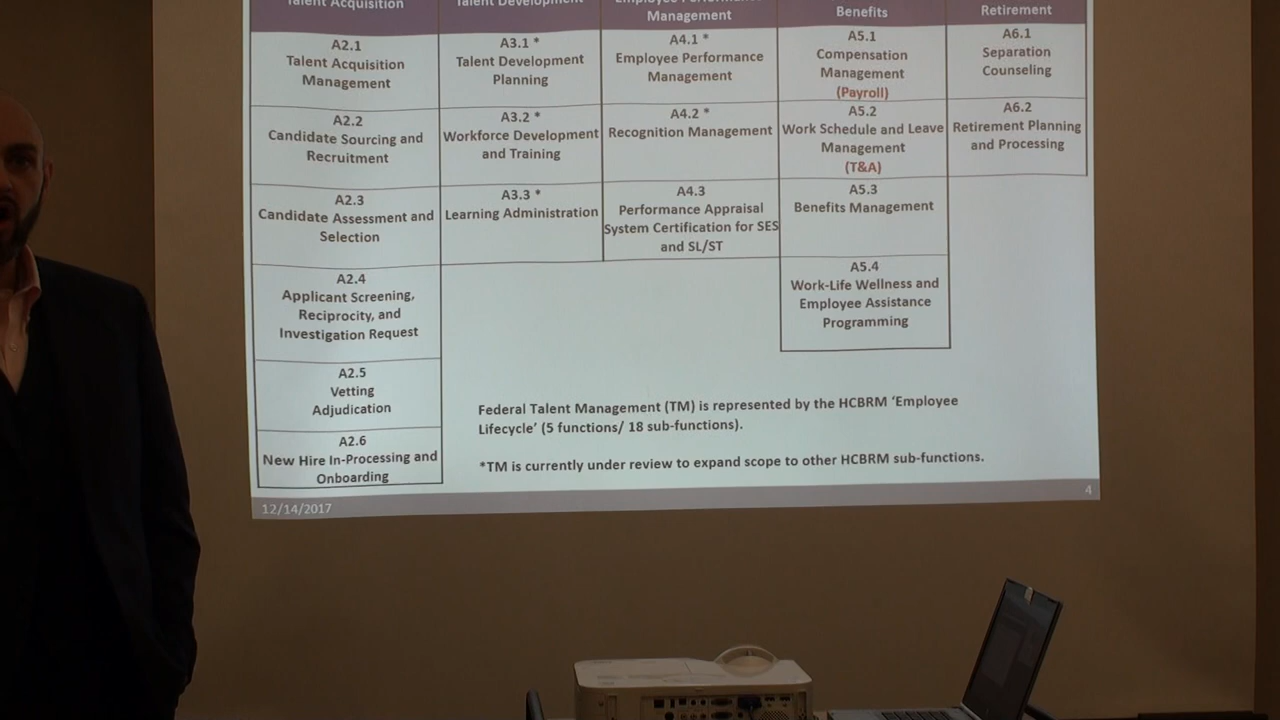 Talent Acquisition
Talent Development
Management
Benefits
Retirement
A2.1
Talent Acquisition
Management
A3.1 *
Talent Development
Planning
A4.1 *
Employee Performance
Management
A5.1
Compensation
Management
(Payroll)
A6.1
Separation
Counseling
A2.2
Candidate Sourcing and
Recruitment
A3.2 *
Workforce Development
and Training
A4.2 *
Recognition Management
A5.2
Work Schedule and Leave
Management
(T&A)
A6.2
Retirement Planning
and Processing
A2.3
Candidate Assessment and
Selection
A3.3 *
Learning Administration
A4.3
Performance Appraisal
System Certification for SES
and SL/ST
A5.3
Benefits Management
A2.4
Applicant Screening,
Reciprocity, and
Investigation Request
A5.4
Work-Life Wellness and
Employee Assistance
Programming
A2.5
Vetting
Adjudication
A2.6
New Hire In-Processing and
Onboarding
Federal Talent Management (TM) is represented by the HCBRM ‘Employee
Lifecycle’ (5 functions/ 18 sub-functions).
*TM is currently under review to expand scope to other HCBRM sub-functions.
12/14/2017
4